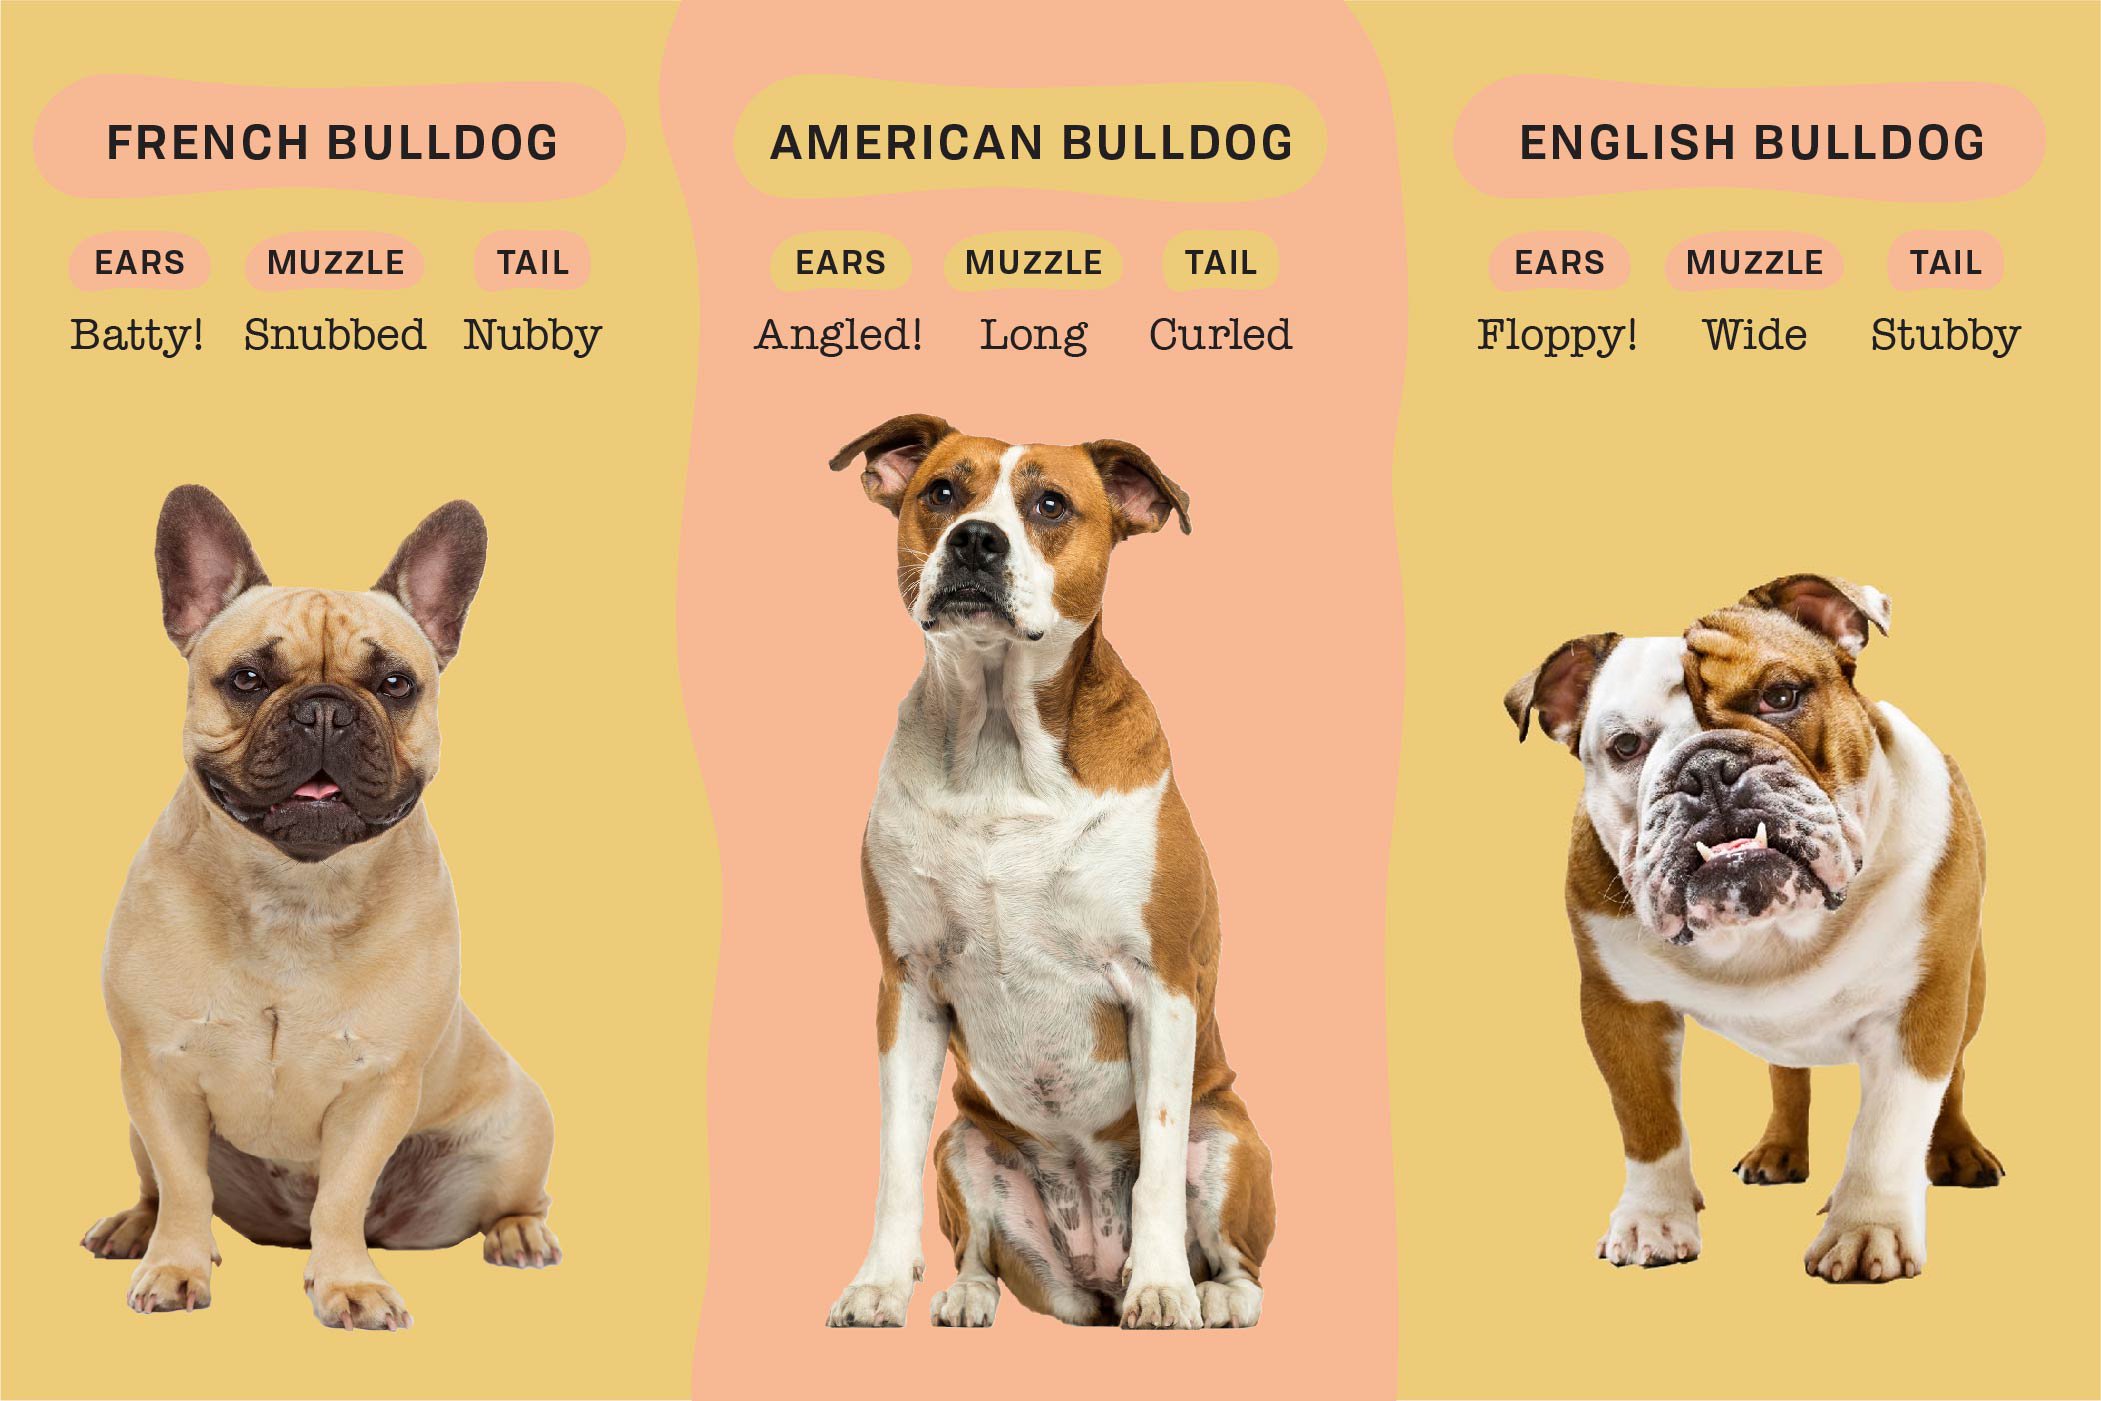 FRENCH BULLDOG
EARS MUZZLE TAIL
Batty! Snubbed Nubby
AMERICAN BULLDOG
EARS MUZZLE TAIL
Angled! Long Curled
ENGLISH BULLDOG
EARS MUZZLE TAIL
Floppy! Wide Stubby